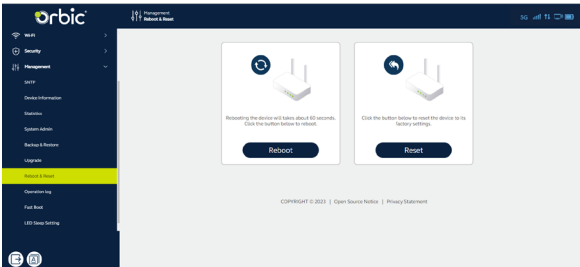 Orbic
Management
Reboot & Reset
5G
Wi-Fi
Security
Management
SNTP
Device Information
Statistics
System Admin
Backup & Restore
Upgrade
Reboot & Reset
Operation log
Fast Boot
LED Sleep Setting
Rebooting the device will takes about 60 seconds.
Click the button below to reboot.
Reboot
Click the button below to reset the device to its
factory settings.
Reset
COPYRIGHT © 2023 | Open Source Notice | Privacy Statement